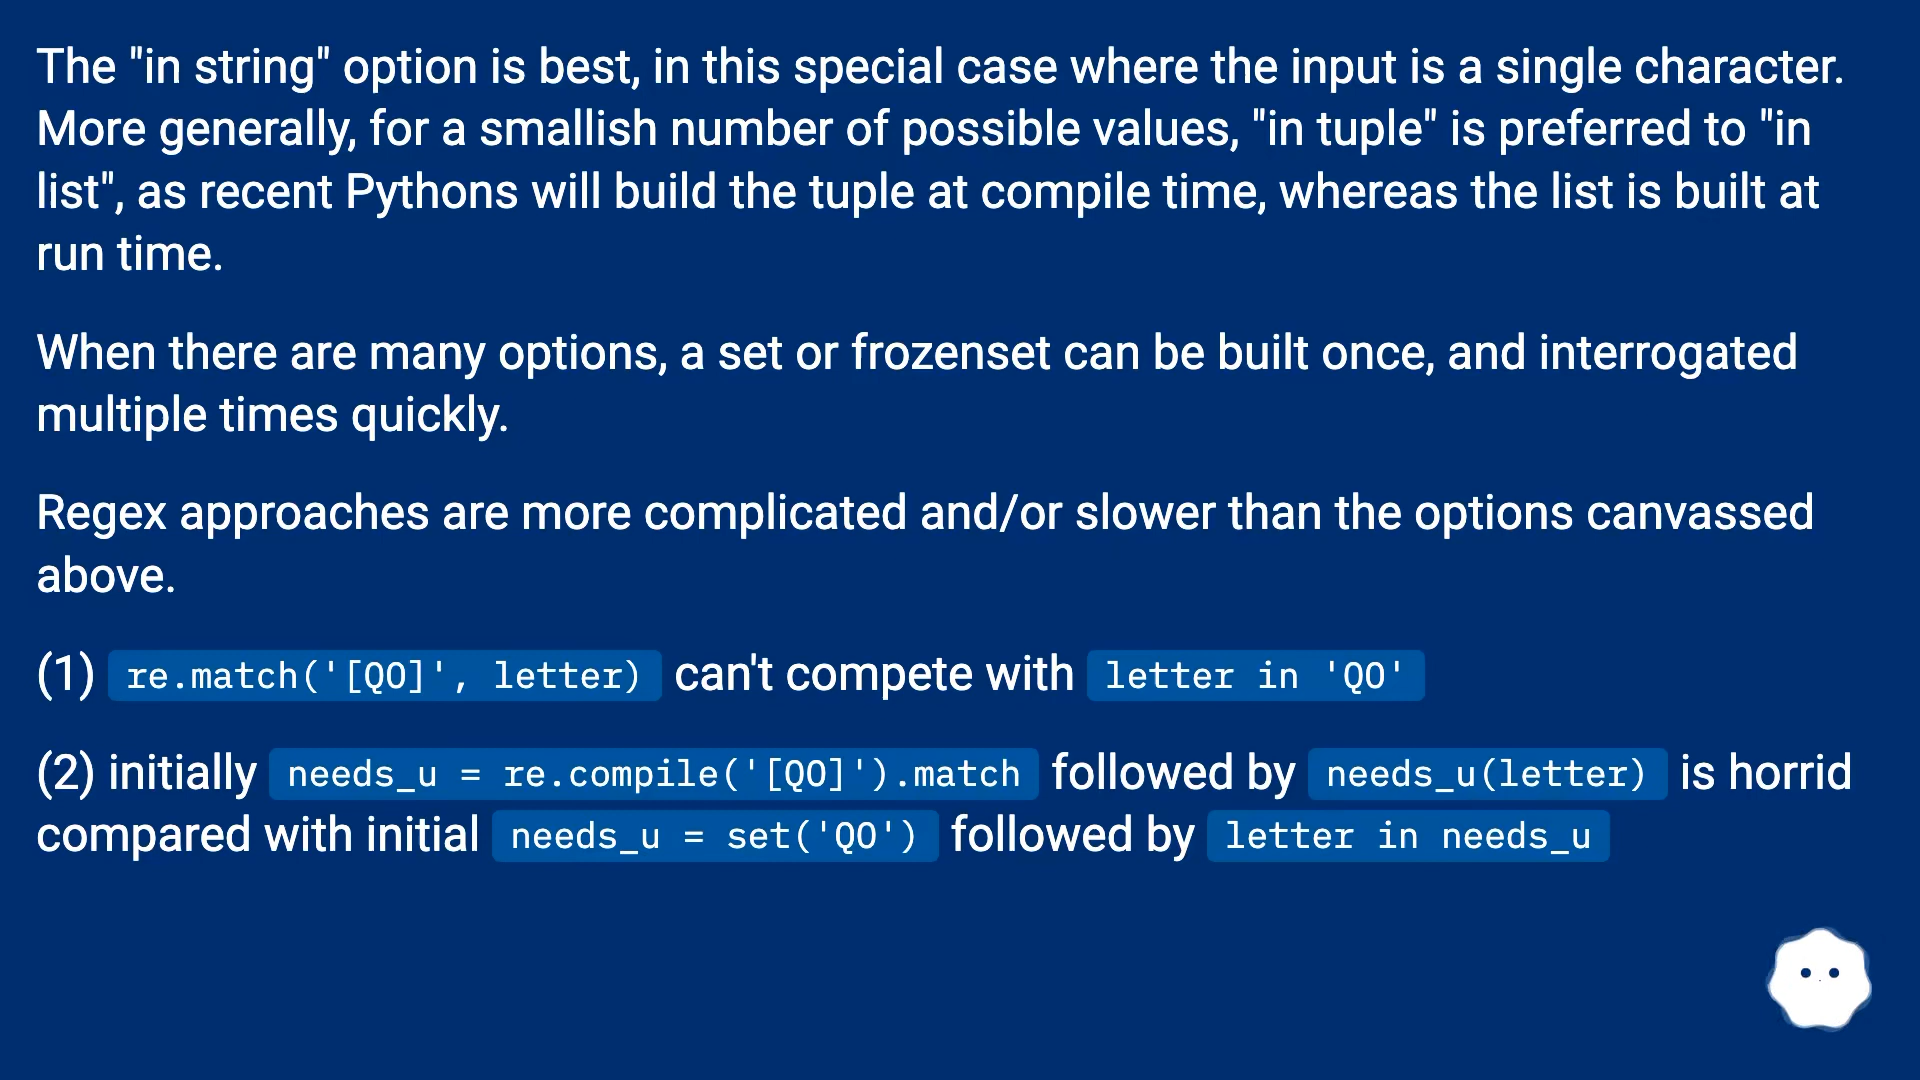 The "in string" option is best, in this special case where the input is a single character.
More generally, for a smallish number of possible values, "in tuple" is preferred to "in
list", as recent Pythons will build the tuple at compile time, whereas the list is built at
run time.
When there are many options, a set or frozenset can be built once, and interrogated
multiple times quickly.
Regex approaches are more complicated and/or slower than the options canvassed
above.
(1) re.match('[QO]', letter) can't compete with letter in 'QO'
(2) initially needs_u = re.compile('[QO]').match followed by needs_u(letter) is horrid
compared with initial needs_u = set('QO') followed by letter in needs_u